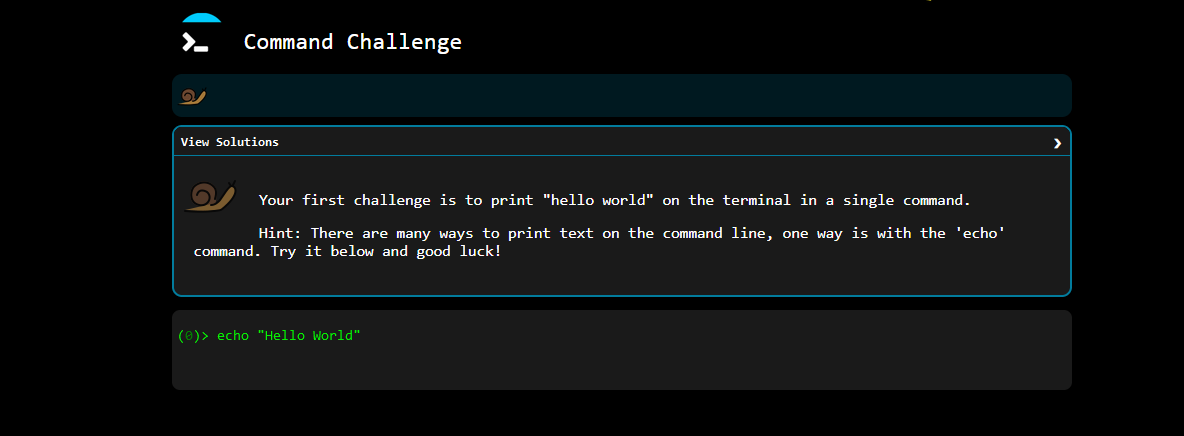 Command Challenge
View Solutions
Your first challenge is to print "hello world" on the terminal in a single command.
Hint: There are many ways to print text on the command line, one way is with the 'echo'
command. Try it below and good luck!
(0)> echo "Hello World"